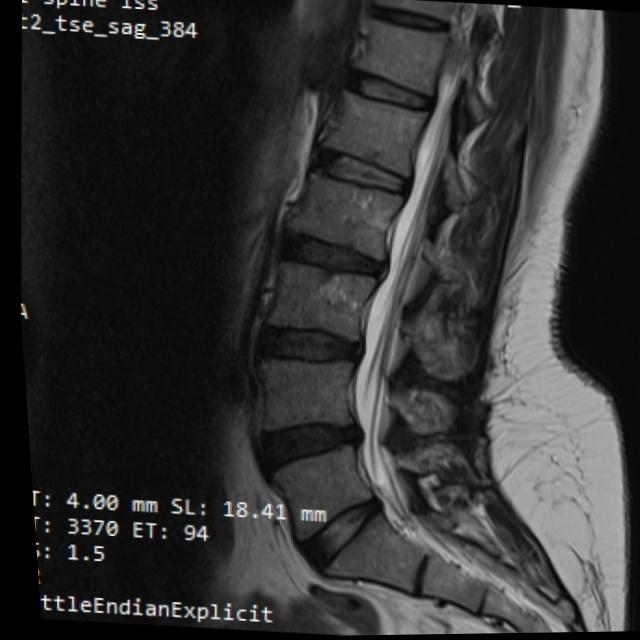 spine lss
t2_tse_sag_384
A
T: 4.00 mm SL: 18.41 mm
T: 3370 ET: 94
: 1.5
ttleEndianExplicit